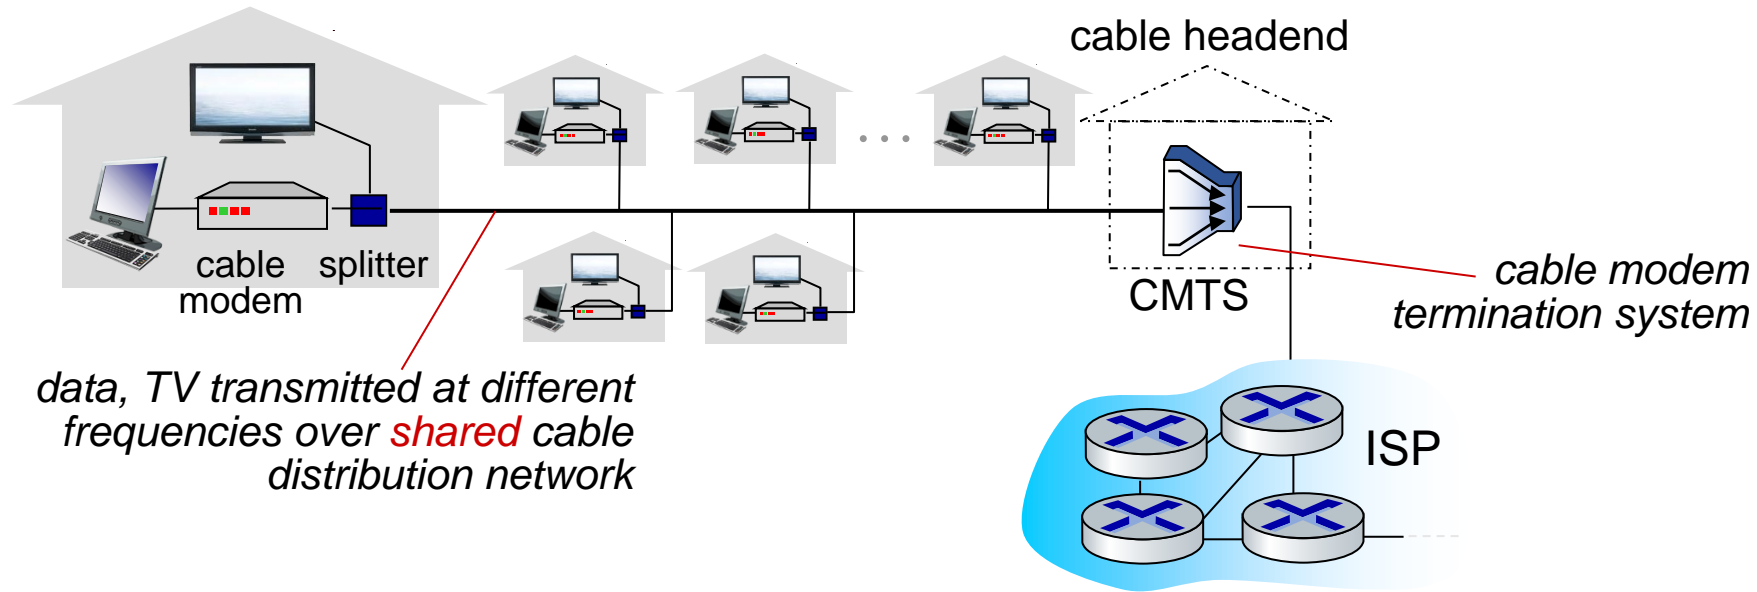 cable headend
cable
modem
splitter
CMTS
cable modem
termination system
data, TV transmitted at different
frequencies over shared cable
distribution network
ISP